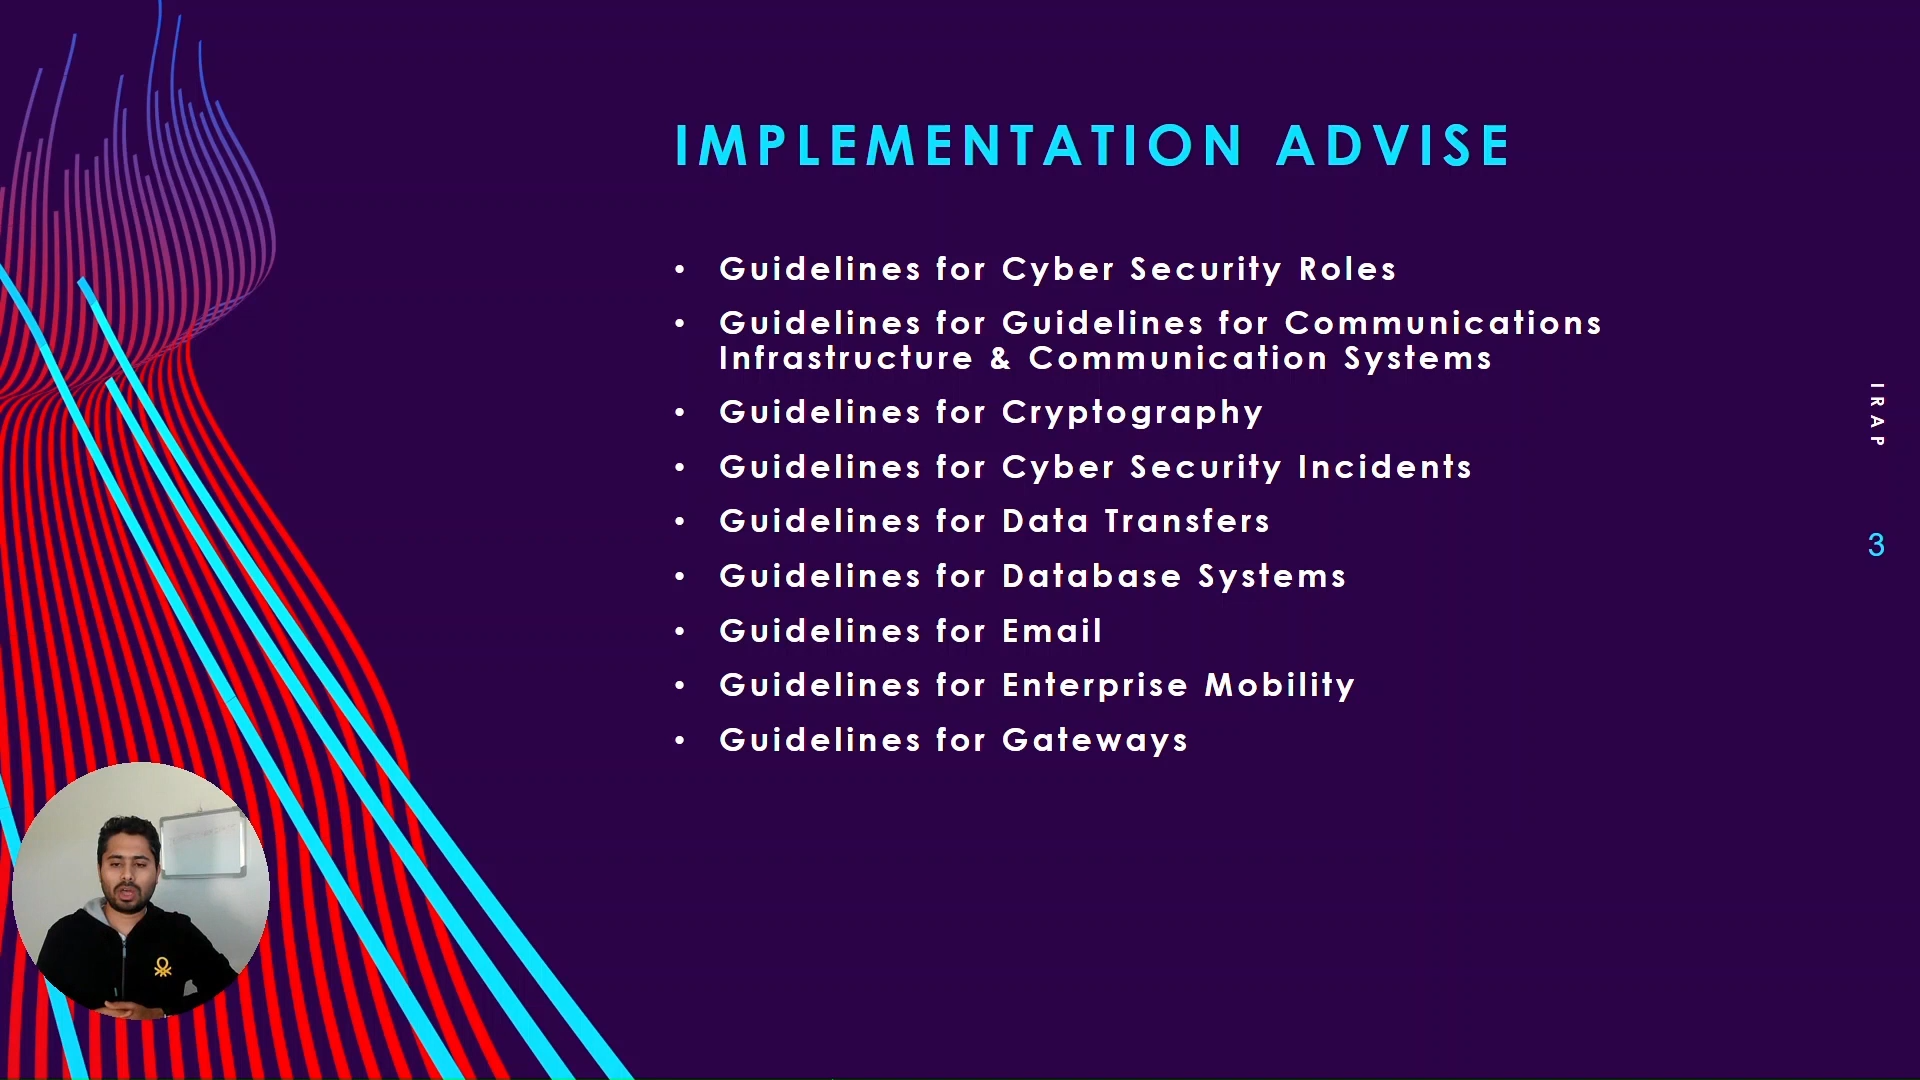 IMPLEMENTATION ADVISE
• Guidelines for Cyber Security Roles
• Guidelines for Guidelines for Communications
Infrastructure & Communication Systems
• Guidelines for Cryptography
• Guidelines for Cyber Security Incidents
• Guidelines for Data Transfers
• Guidelines for Database Systems
• Guidelines for Email
• Guidelines for Enterprise Mobility
• Guidelines for Gateways
IRAP
3